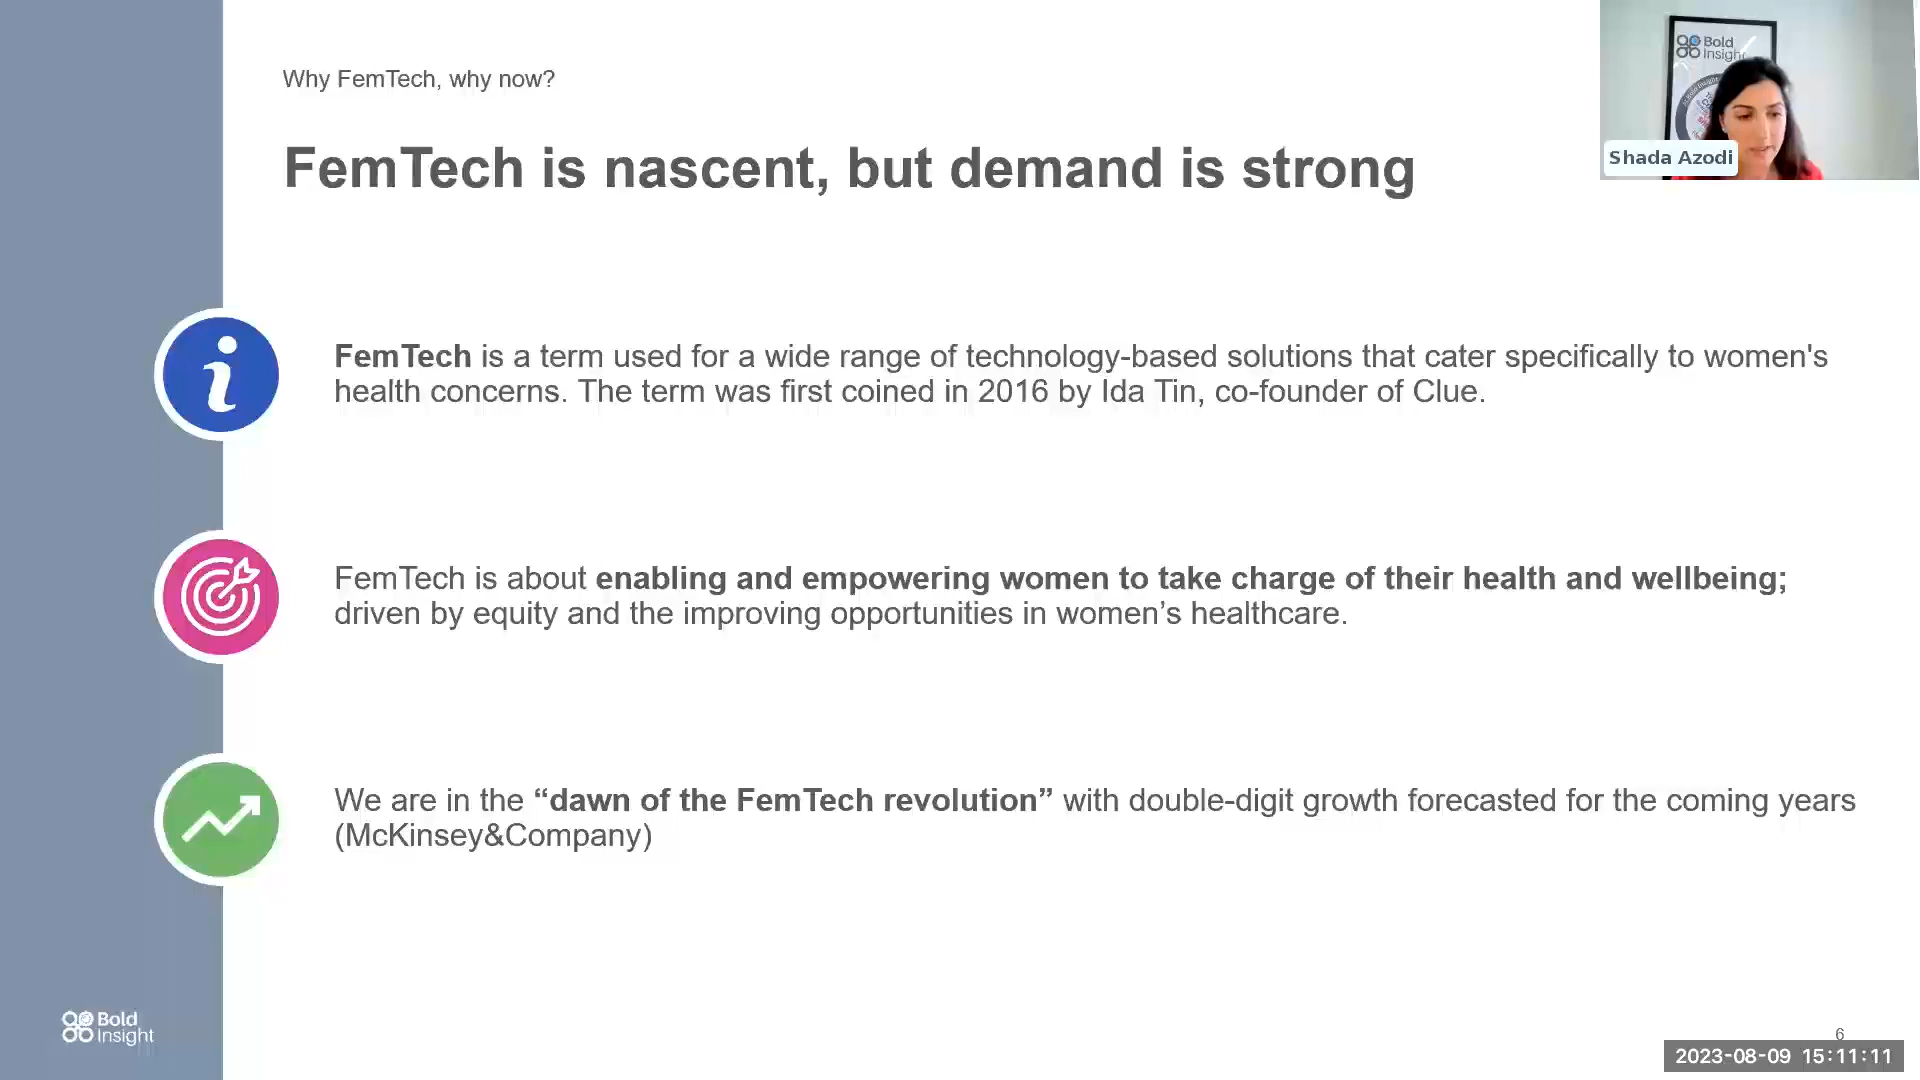 Why FemTech, why now?
FemTech is nascent, but demand is strong
Bold
Insight
Shada Azodi
FemTech is a term used for a wide range of technology-based solutions that cater specifically to women's
health concerns. The term was first coined in 2016 by Ida Tin, co-founder of Clue.
FemTech is about enabling and empowering women to take charge of their health and wellbeing;
driven by equity and the improving opportunities in women’s healthcare.
We are in the “dawn of the FemTech revolution” with double-digit growth forecasted for the coming years
(McKinsey&Company)
Bold
Insight
6
2023-08-09 15:11:11